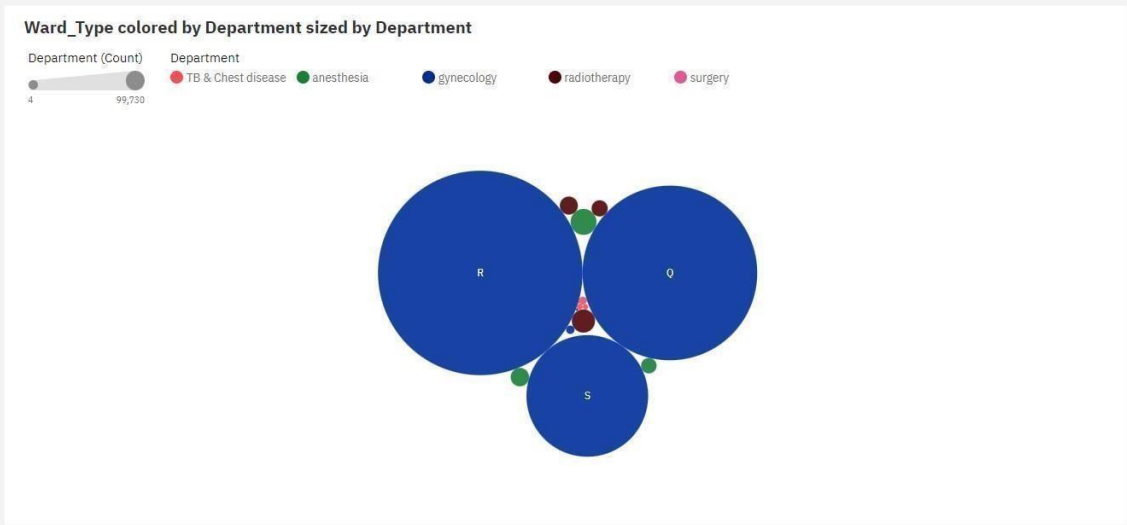 Ward_Type colored by Department sized by Department
Department (Count) Department
TB & Chest disease anesthesia gynecology radiotherapy surgery
4 99,730
R Q
S